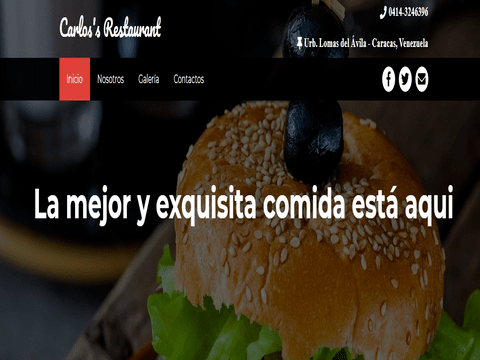 Carlos's Restaurant
0414-3246396
Urb. Lomas del Ávila - Caracas, Venezuela
Inicio Nosotros Galería Contactos
La mejor y exquisita comida está aqui